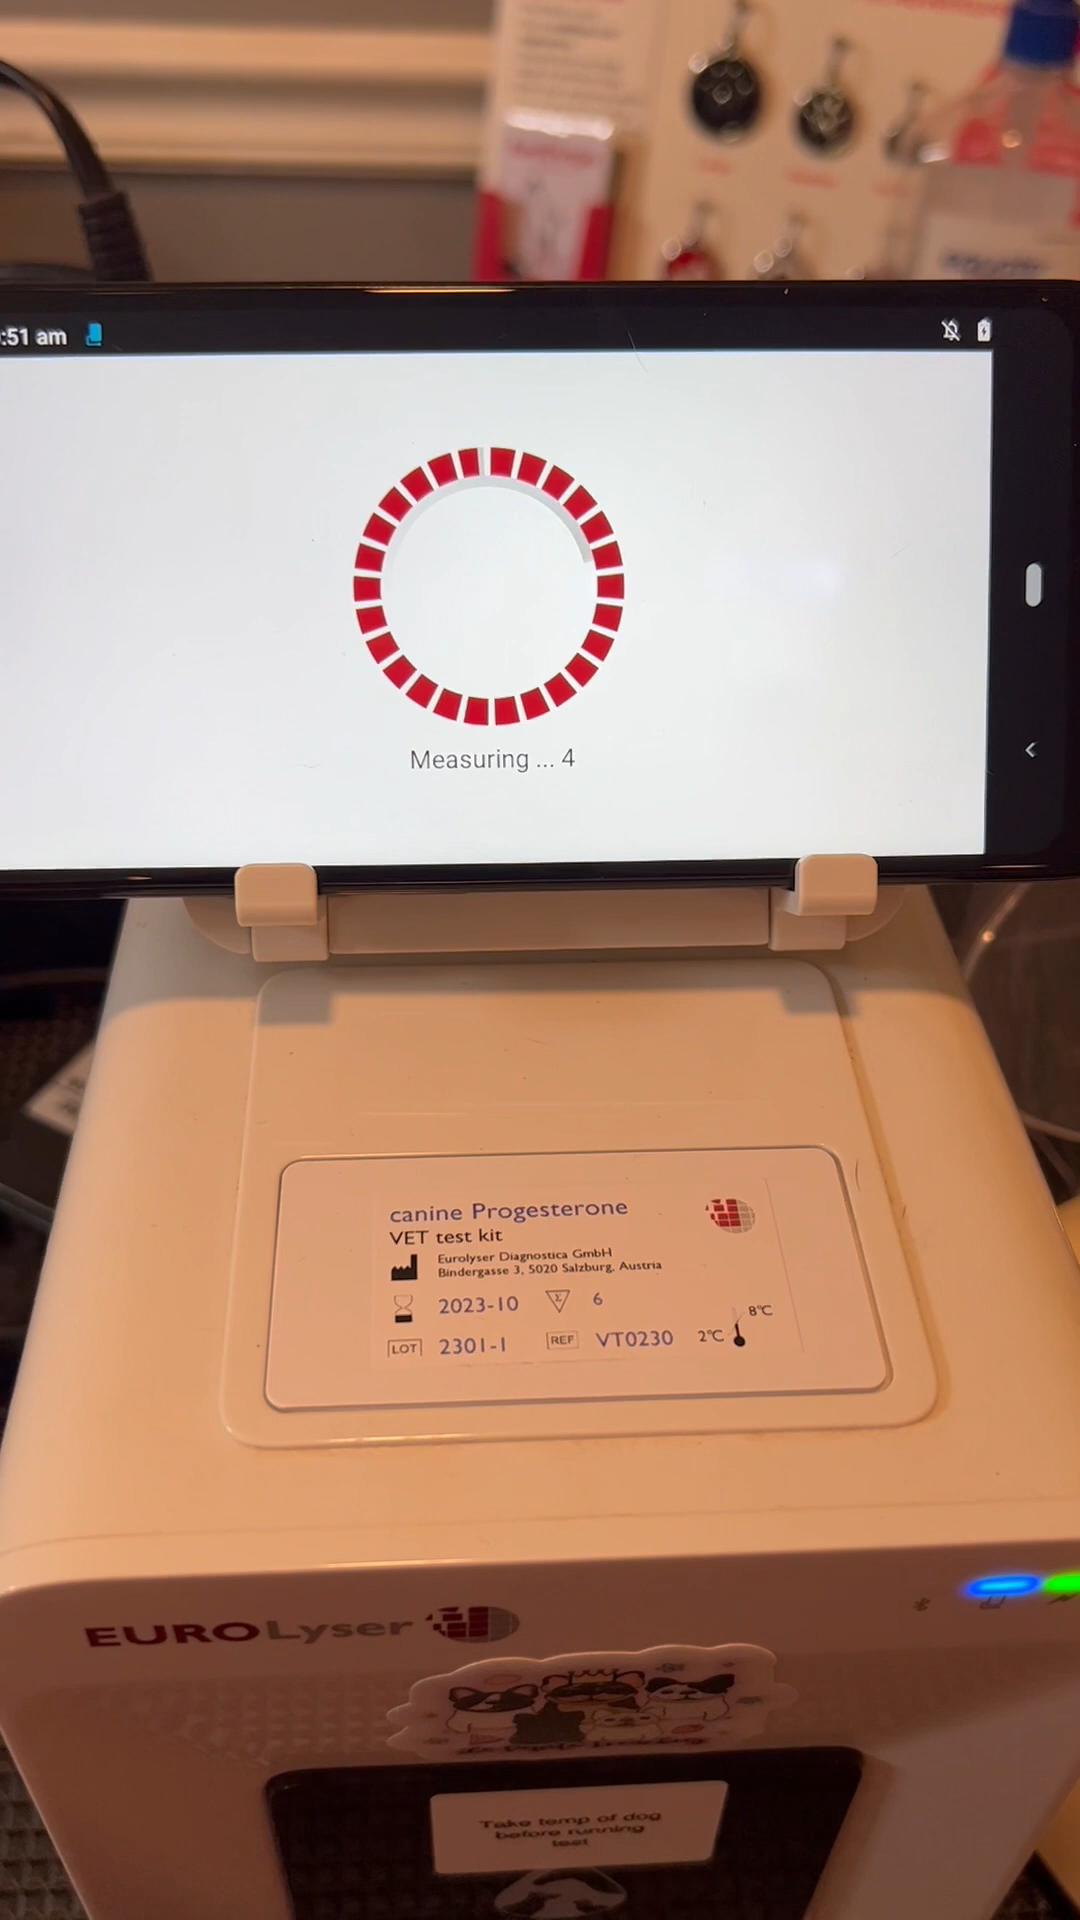 :51 am
Measuring ... 4
canine Progesterone
VET test kit
Eurolyser Diagnostica GmbH
Bindergasse 3, 5020 Salzburg, Austria
2023-10 Σ 6
8°C
LOT 2301-1 REF VT0230 2°C
EUROLyser
Take temp of dog
before running
test